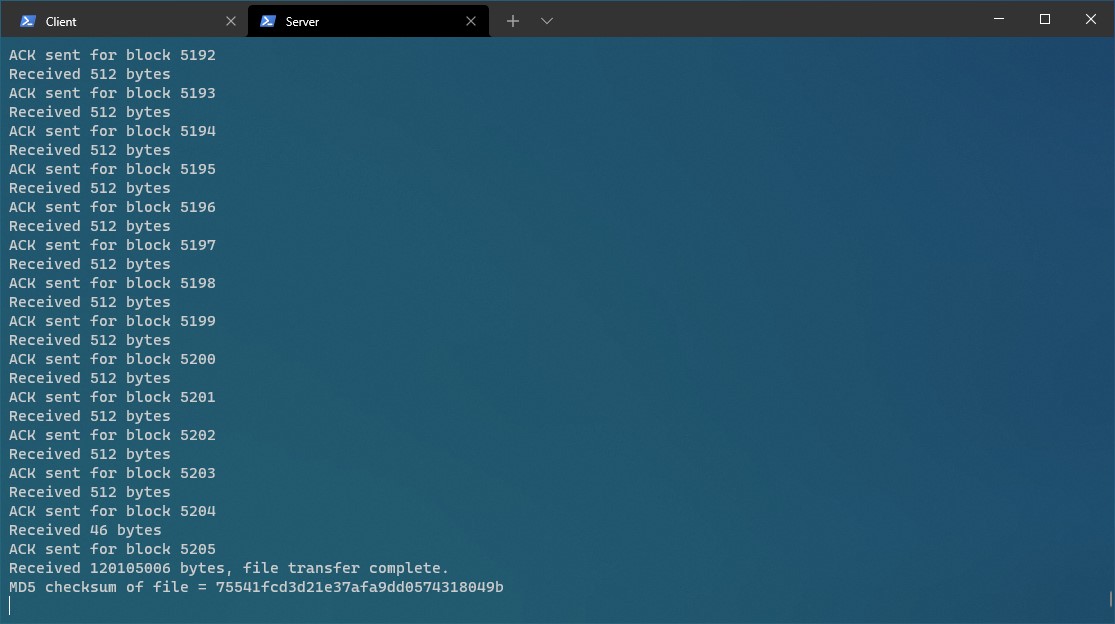 Client
Server
ACK sent for block 5192
Received 512 bytes
ACK sent for block 5193
Received 512 bytes
ACK sent for block 5194
Received 512 bytes
ACK sent for block 5195
Received 512 bytes
ACK sent for block 5196
Received 512 bytes
ACK sent for block 5197
Received 512 bytes
ACK sent for block 5198
Received 512 bytes
ACK sent for block 5199
Received 512 bytes
ACK sent for block 5200
Received 512 bytes
ACK sent for block 5201
Received 512 bytes
ACK sent for block 5202
Received 512 bytes
ACK sent for block 5203
Received 512 bytes
ACK sent for block 5204
Received 46 bytes
ACK sent for block 5205
Received 120105006 bytes, file transfer complete.
MD5 checksum of file = 75541fcd3d21e37afa9dd0574318049b